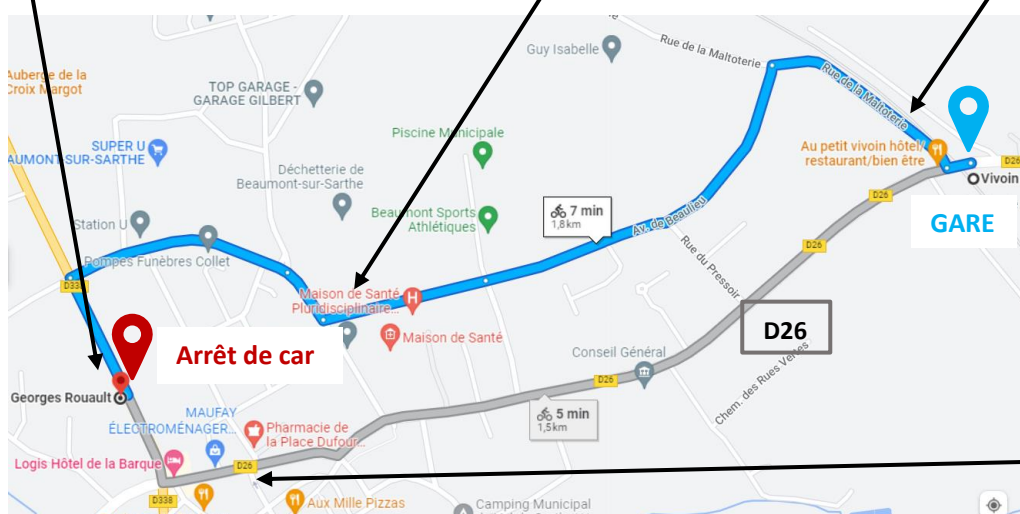 Rue de la Maltoterie
Guy Isabelle
Auberge de la
Croix Margot
TOP GARAGE -
GARAGE GILBERT
Rue de la Maltoterie
Piscine Municipale
SUPER U
AUMONT-SUR-SARTHE
Au petit vivoin hôtel/
restaurant/bien être
D26
Vivoin
Déchetterie de
Beaumont-sur-Sarthe
D26
GARE
Beaumont Sports
Athlétiques
7 min
1,8 km
Av. de Beaulieu
Station U
D26
Pompes Funèbres Collet
Rue du Pressoir
D338
Maison de Santé
Pluridisciplinaire...
D26
Maison de Santé
Arrêt de car
Conseil Général
Chem. des Rues Vertes
D26
Georges Rouault
MAUFAY
ÉLECTROMÉNAGER...
5 min
1,5 km
Pharmacie de
la Place Dufour...
Logis Hôtel de la Barque
D26
D338
Aux Mille Pizzas
Camping Municipal